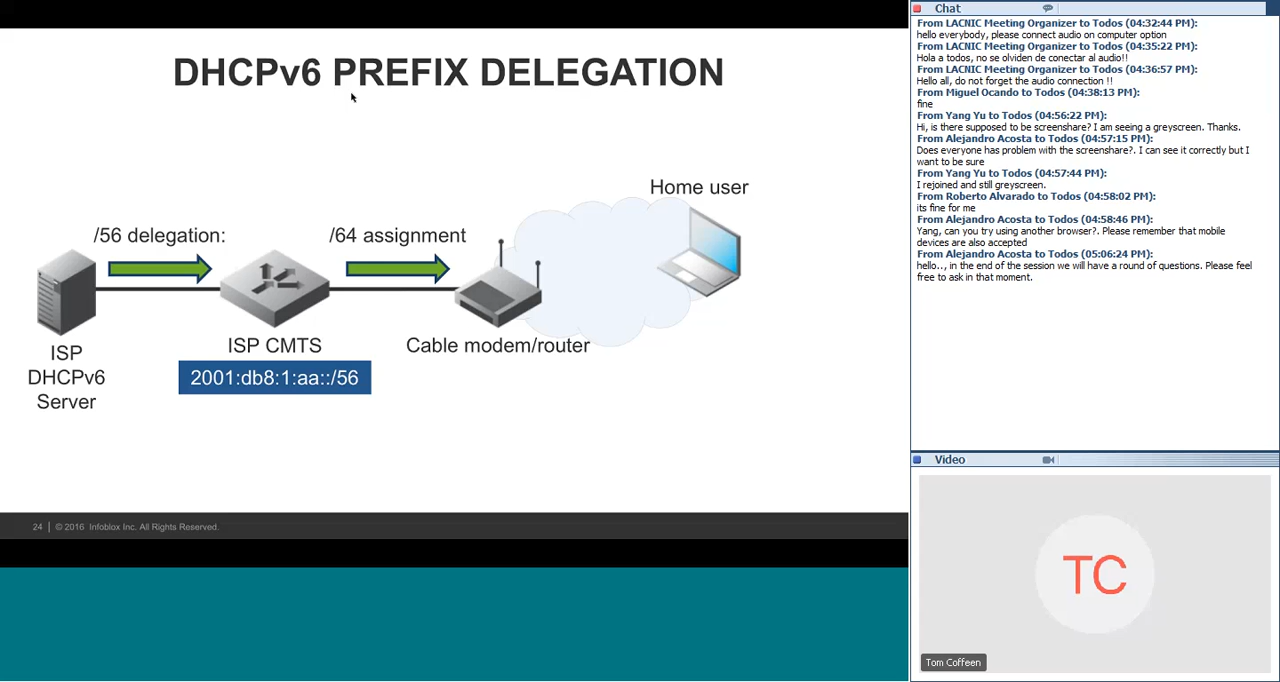 DHCPv6 PREFIX DELEGATION
Home user
/56 delegation:
/64 assignment
ISP CMTS
Cable modem/router
ISP
DHCPv6
Server
2001:db8:1:aa::/56
24 | © 2016 Infoblox Inc. All Rights Reserved.
Chat
From LACNIC Meeting Organizer to Todos (04:32:44 PM):
hello everybody, please connect audio on computer option
From LACNIC Meeting Organizer to Todos (04:35:22 PM):
Hola a todos, no se olviden de conectar al audio!!
From LACNIC Meeting Organizer to Todos (04:36:57 PM):
Hello all, do not forget the audio connection !!
From Miguel Ocando to Todos (04:38:13 PM):
fine
From Yang Yu to Todos (04:56:22 PM):
Hi, is there supposed to be screenshare? I am seeing a greyscreen. Thanks.
From Alejandro Acosta to Todos (04:57:15 PM):
Does everyone has problem with the screenshare?. I can see it correctly but I
want to be sure
From Yang Yu to Todos (04:57:44 PM):
I rejoined and still greyscreen.
From Roberto Alvarado to Todos (04:58:02 PM):
its fine for me
From Alejandro Acosta to Todos (04:58:46 PM):
Yang, can you try using another browser?. Please remember that mobile
devices are also accepted
From Alejandro Acosta to Todos (05:06:24 PM):
hello.., in the end of the session we will have a round of questions. Please feel
free to ask in that moment.
Video
TC
Tom Coffeen